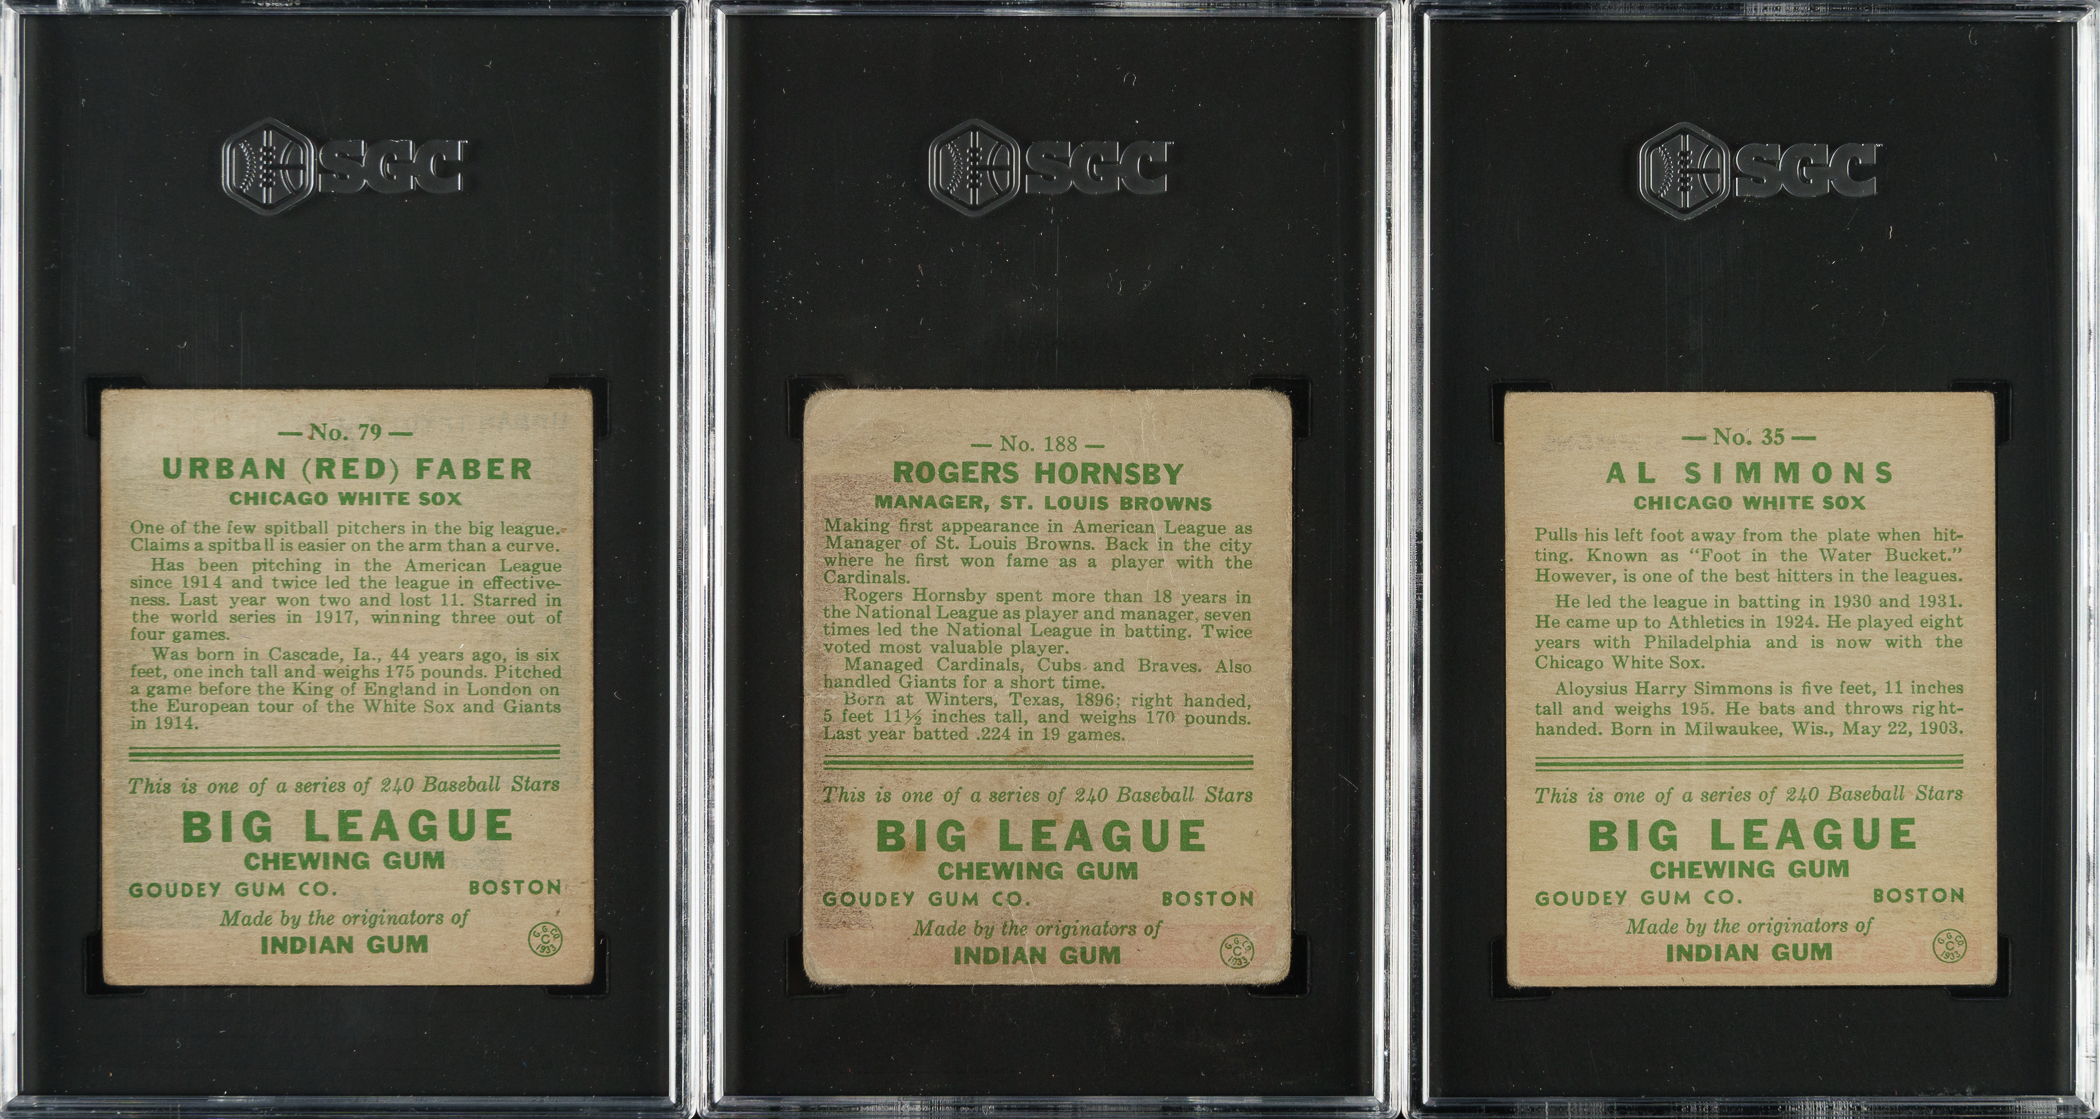 SGC
— No. 79 —
URBAN (RED) FABER
CHICAGO WHITE SOX
One of the few spitball pitchers in the big league.
Claims a spitball is easier on the arm than a curve.
Has been pitching in the American League
since 1914 and twice led the league in effective-
ness. Last year won two and lost 11. Starred in
the world series in 1917, winning three out of
four games.
Was born in Cascade, Ia., 44 years ago, is six
feet, one inch tall and weighs 175 pounds. Pitched
a game before the King of England in London on
the European tour of the White Sox and Giants
in 1914.
This is one of a series of 240 Baseball Stars
BIG LEAGUE
CHEWING GUM
GOUDEY GUM CO. BOSTON
Made by the originators of
INDIAN GUM
G. G. CO.
C
1933
SGC
— No. 188 —
ROGERS HORNSBY
MANAGER, ST. LOUIS BROWNS
Making first appearance in American League as
Manager of St. Louis Browns. Back in the city
where he first won fame as a player with the
Cardinals.
Rogers Hornsby spent more than 18 years in
the National League as player and manager, seven
times led the National League in batting. Twice
voted most valuable player.
Managed Cardinals, Cubs and Braves. Also
handled Giants for a short time.
Born at Winters, Texas, 1896; right handed,
5 feet 11½ inches tall, and weighs 170 pounds.
Last year batted .224 in 19 games.
This is one of a series of 240 Baseball Stars
BIG LEAGUE
CHEWING GUM
GOUDEY GUM CO. BOSTON
Made by the originators of
INDIAN GUM
G. G. CO.
C
1933
SGC
— No. 35 —
AL SIMMONS
CHICAGO WHITE SOX
Pulls his left foot away from the plate when hit-
ting. Known as “Foot in the Water Bucket.”
However, is one of the best hitters in the leagues.
He led the league in batting in 1930 and 1931.
He came up to Athletics in 1924. He played eight
years with Philadelphia and is now with the
Chicago White Sox.
Aloysius Harry Simmons is five feet, 11 inches
tall and weighs 195. He bats and throws right-
handed. Born in Milwaukee, Wis., May 22, 1903.
This is one of a series of 240 Baseball Stars
BIG LEAGUE
CHEWING GUM
GOUDEY GUM CO. BOSTON
Made by the originators of
INDIAN GUM
G. G. CO.
C
1933